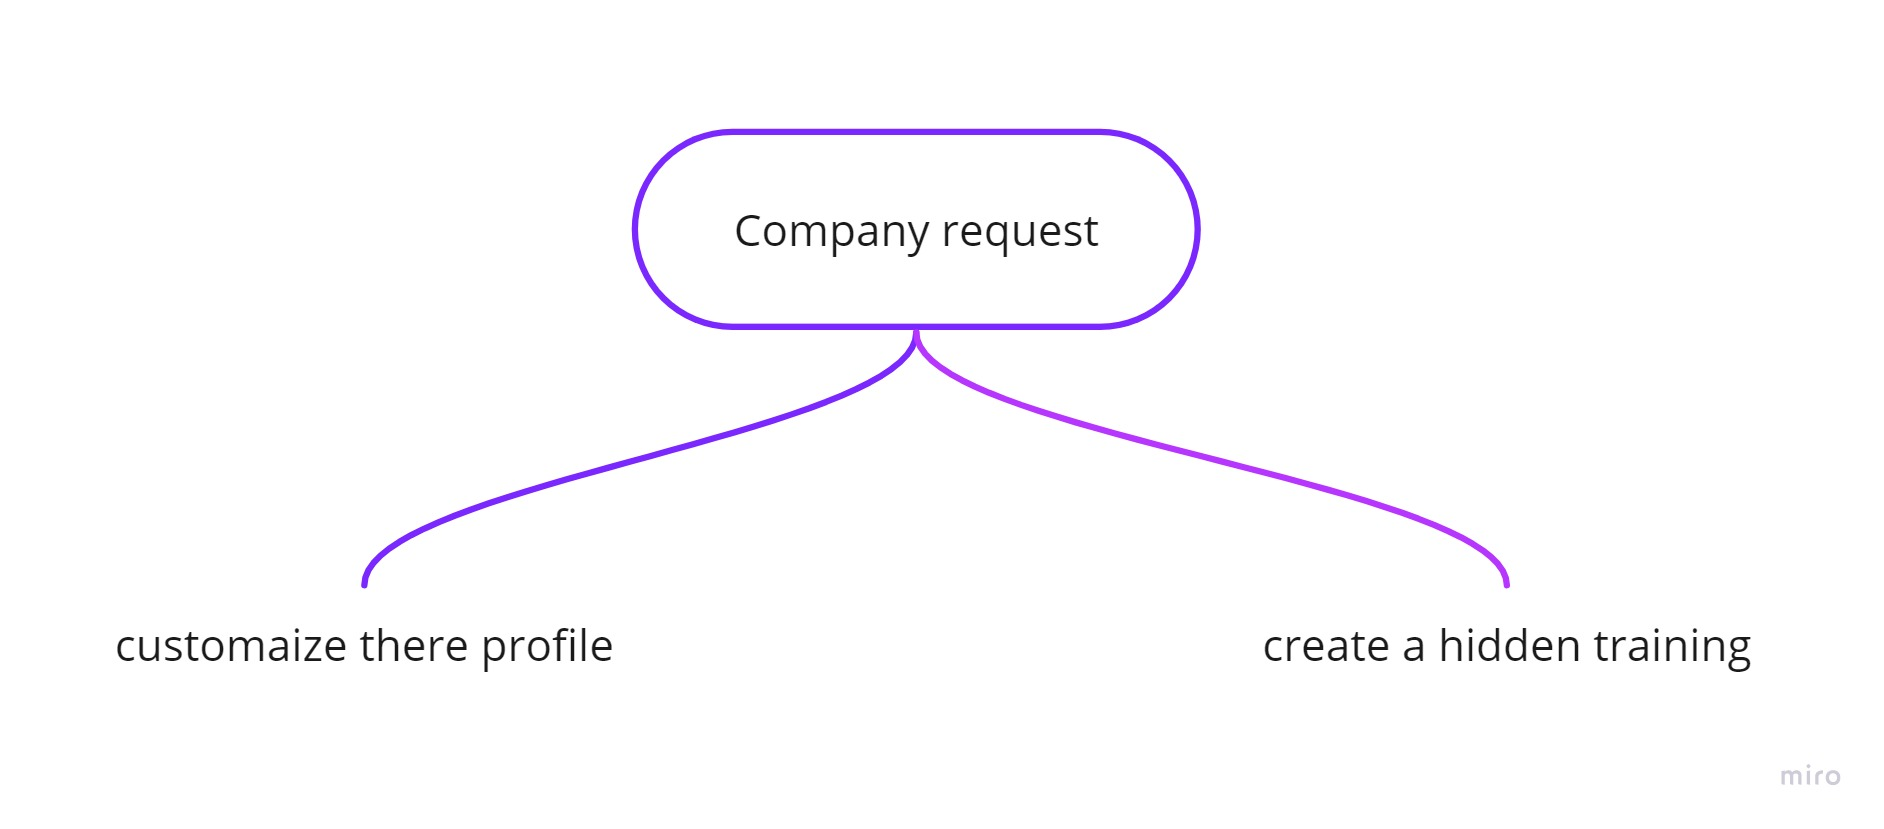 Company request
customaize there profile
create a hidden training
miro